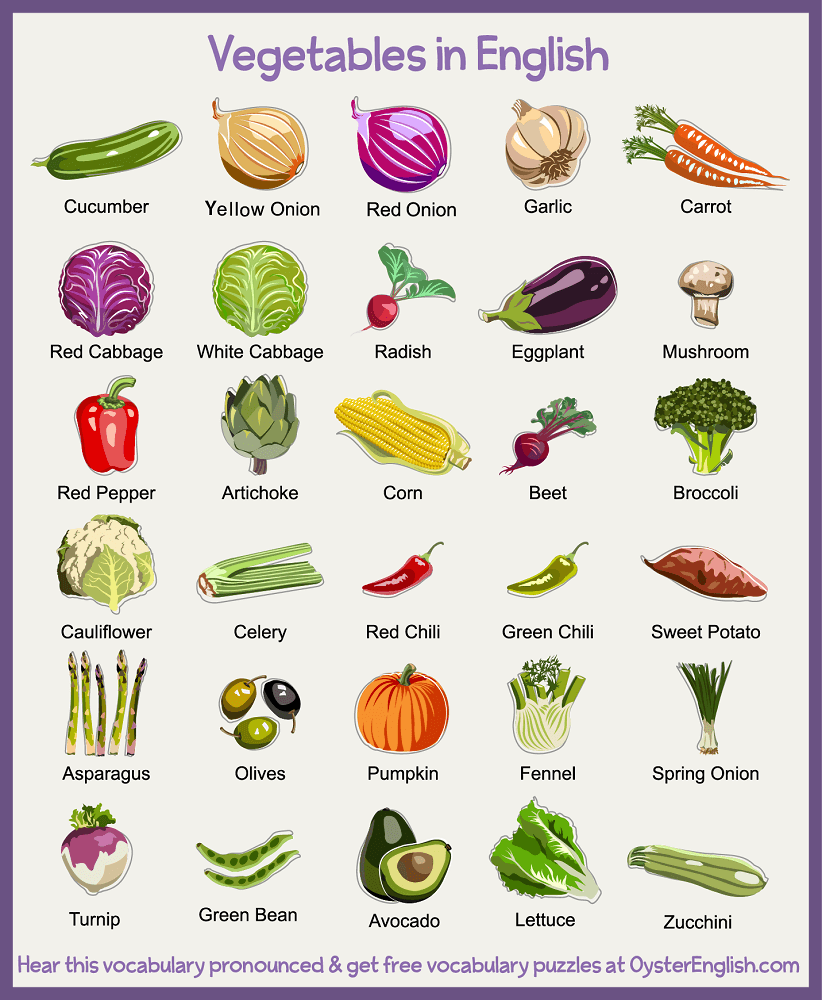 Vegetables in English
Cucumber
Yellow Onion
Red Onion
Garlic
Carrot
Red Cabbage
White Cabbage
Radish
Eggplant
Mushroom
Red Pepper
Artichoke
Corn
Beet
Broccoli
Cauliflower
Celery
Red Chili
Green Chili
Sweet Potato
Asparagus
Olives
Pumpkin
Fennel
Spring Onion
Turnip
Green Bean
Avocado
Lettuce
Zucchini
Hear this vocabulary pronounced & get free vocabulary puzzles at OysterEnglish.com